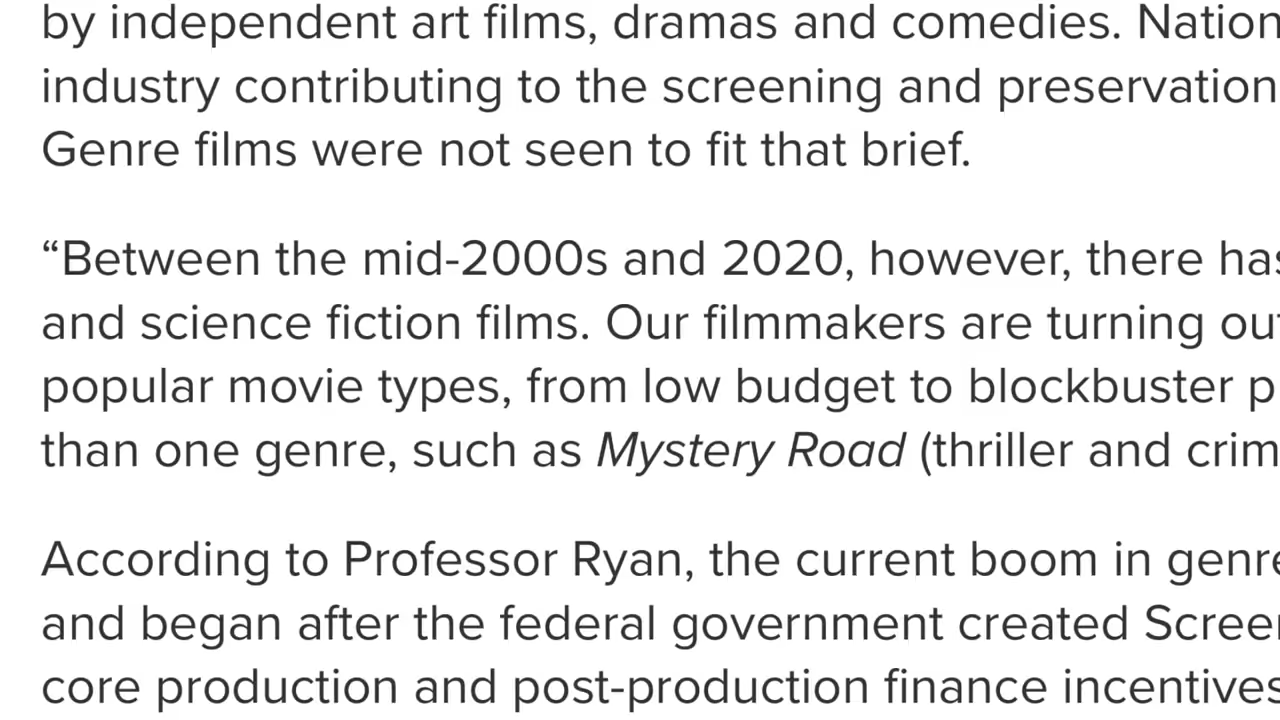 by independent art films, dramas and comedies. Nation
industry contributing to the screening and preservation
Genre films were not seen to fit that brief.
“Between the mid-2000s and 2020, however, there has
and science fiction films. Our filmmakers are turning out
popular movie types, from low budget to blockbuster p
than one genre, such as Mystery Road (thriller and crim
According to Professor Ryan, the current boom in genre
and began after the federal government created Screen
core production and post-production finance incentives